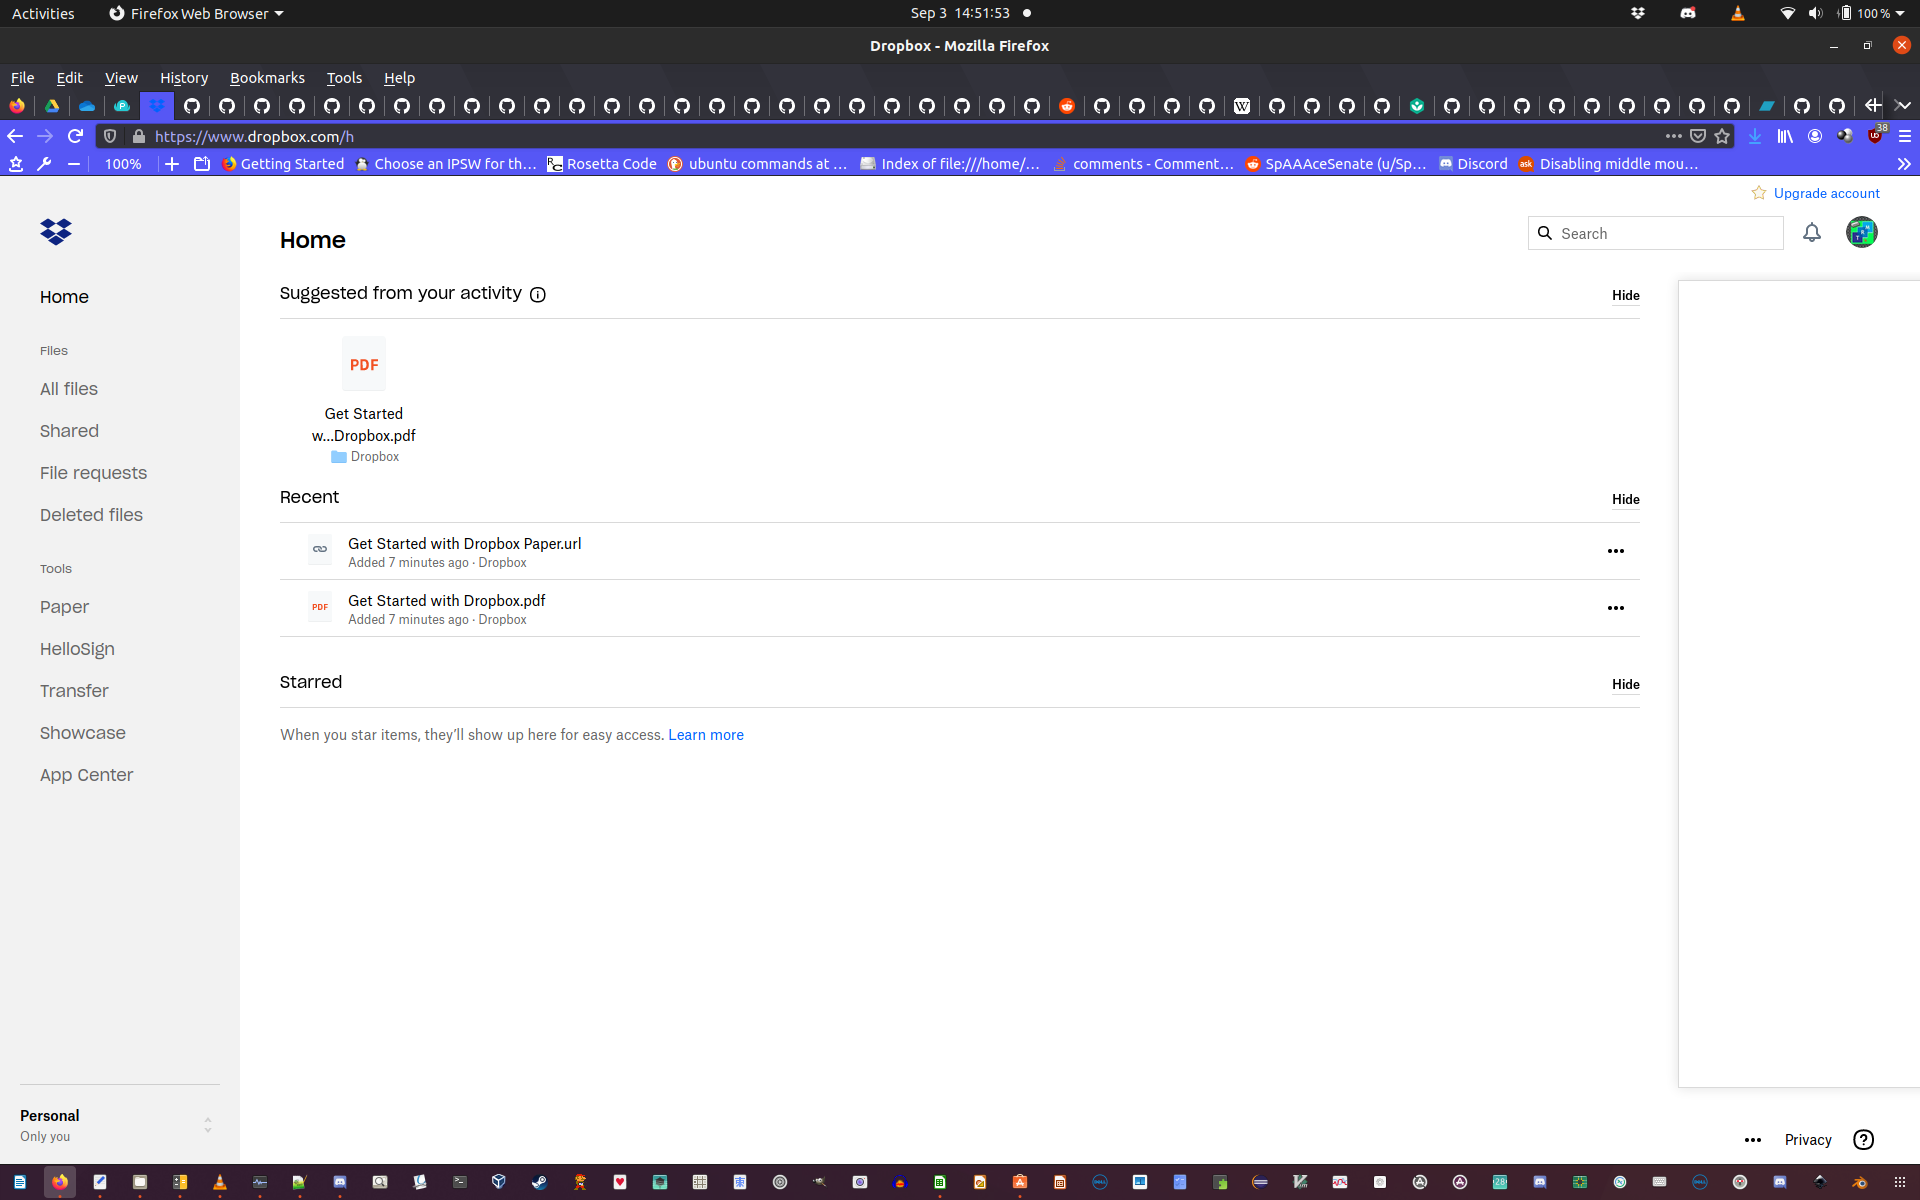 Activities
Firefox Web Browser
Sep 3 14:51:53
100 %
Dropbox - Mozilla Firefox
File Edit View History Bookmarks Tools Help
https://www.dropbox.com/h
38
100%
Getting Started
Choose an IPSW for th...
Rosetta Code
ubuntu commands at ...
Index of file:///home/...
comments - Comment...
SpAAAceSenate (u/Sp...
Discord
Disabling middle mou...
Upgrade account
Home
Search
Home
Files
All files
Shared
File requests
Deleted files
Tools
Paper
HelloSign
Transfer
Showcase
App Center
Personal
Only you
Suggested from your activity
Hide
PDF
Get Started
w...Dropbox.pdf
Dropbox
Recent
Hide
Get Started with Dropbox Paper.url
Added 7 minutes ago · Dropbox
PDF
Get Started with Dropbox.pdf
Added 7 minutes ago · Dropbox
Starred
Hide
When you star items, they’ll show up here for easy access. Learn more
Privacy